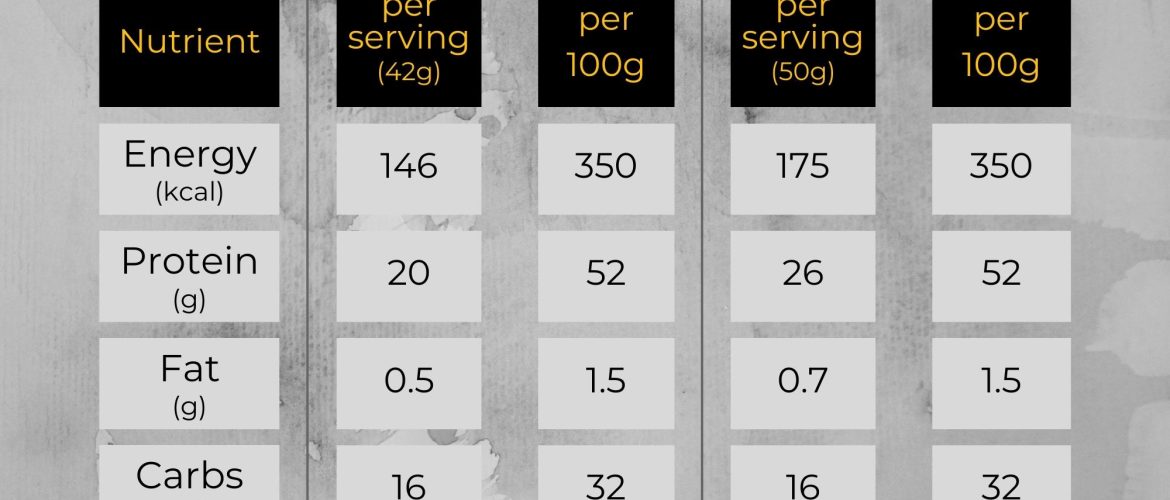 Nutrient
per
serving
(42g)
per
100g
per
serving
(50g)
per
100g
Energy
(kcal)
146
350
175
350
Protein
(g)
20
52
26
52
Fat
(g)
0.5
1.5
0.7
1.5
Carbs
16
32
16
32